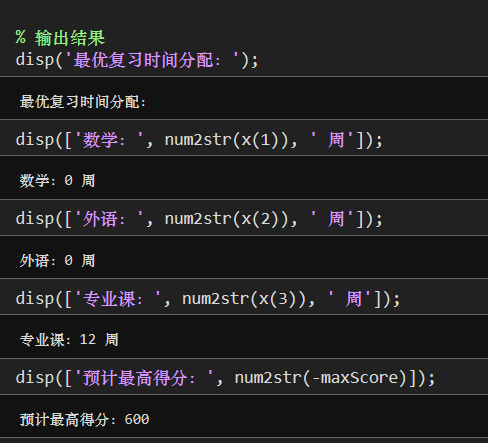 % 输出结果
disp('最优复习时间分配：');
最优复习时间分配:
disp(['数学：', num2str(x(1)), ' 周']);
数学：0 周
disp(['外语：', num2str(x(2)), ' 周']);
外语：0 周
disp(['专业课：', num2str(x(3)), ' 周']);
专业课：12 周
disp(['预计最高得分：', num2str(-maxScore)]);
预计最高得分：600